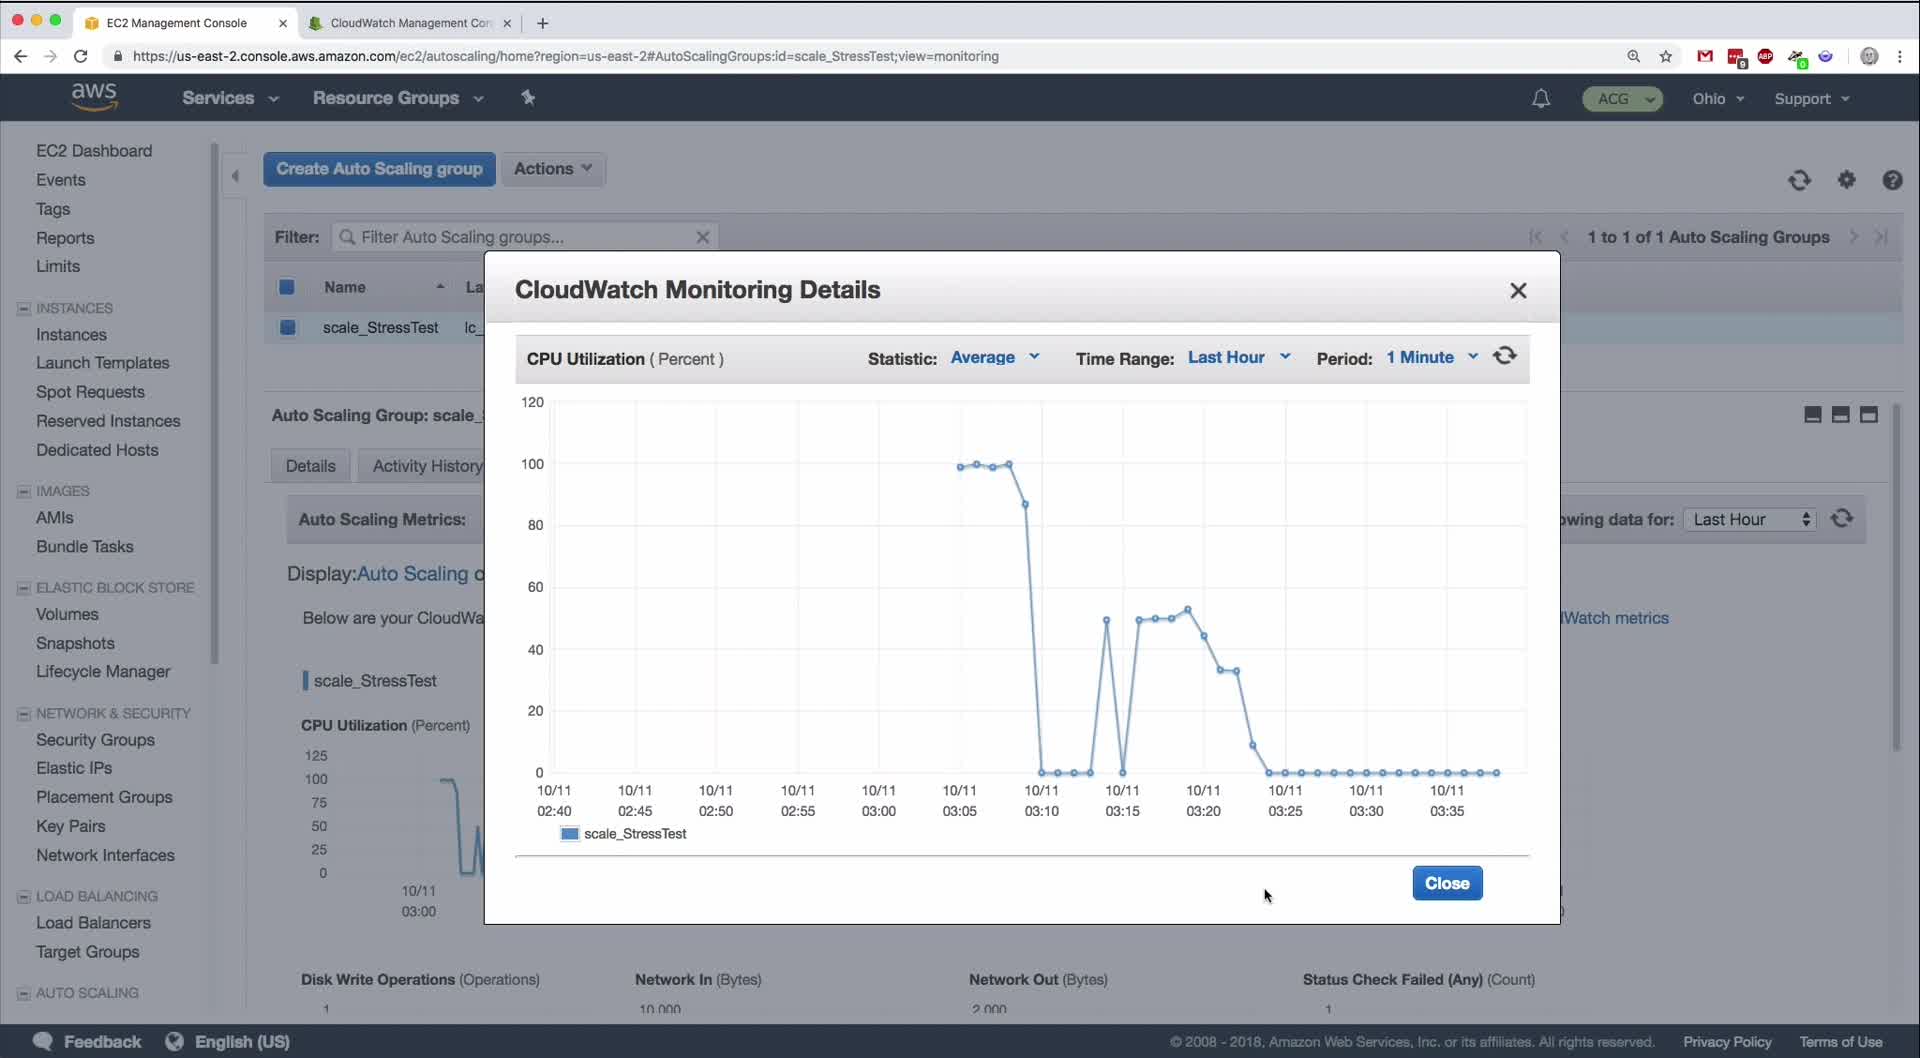 EC2 Management Console
CloudWatch Management Con
https://us-east-2.console.aws.amazon.com/ec2/autoscaling/home?region=us-east-2#AutoScalingGroups:id=scale_StressTest;view=monitoring
9
ABP
0
aws
Services
Resource Groups
ACG
Ohio
Support
EC2 Dashboard
Events
Tags
Reports
Limits
INSTANCES
Instances
Launch Templates
Spot Requests
Reserved Instances
Dedicated Hosts
IMAGES
AMIs
Bundle Tasks
ELASTIC BLOCK STORE
Volumes
Snapshots
Lifecycle Manager
NETWORK & SECURITY
Security Groups
Elastic IPs
Placement Groups
Key Pairs
Network Interfaces
LOAD BALANCING
Load Balancers
Target Groups
AUTO SCALING
Create Auto Scaling group
Actions
Filter:
Filter Auto Scaling groups...
1 to 1 of 1 Auto Scaling Groups
Name
La
scale_StressTest
lc_
Auto Scaling Group: scale_
Details
Activity History
Auto Scaling Metrics:
owing data for:
Last Hour
Display:Auto Scaling
Below are your CloudWa
dWatch metrics
scale_StressTest
CPU Utilization (Percent)
125
100
75
50
25
0
10/11
03:00
CloudWatch Monitoring Details
CPU Utilization ( Percent )
Statistic: Average
Time Range: Last Hour
Period: 1 Minute
120
100
80
60
40
20
0
10/11 10/11 10/11 10/11 10/11 10/11 10/11 10/11 10/11 10/11 10/11 10/11
02:40 02:45 02:50 02:55 03:00 03:05 03:10 03:15 03:20 03:25 03:30 03:35
scale_StressTest
Close
Disk Write Operations (Operations)
Network In (Bytes)
Network Out (Bytes)
Status Check Failed (Any) (Count)
1
10,000
2,000
1
Feedback
English (US)
© 2008 - 2018, Amazon Web Services, Inc. or its affiliates. All rights reserved.
Privacy Policy
Terms of Use